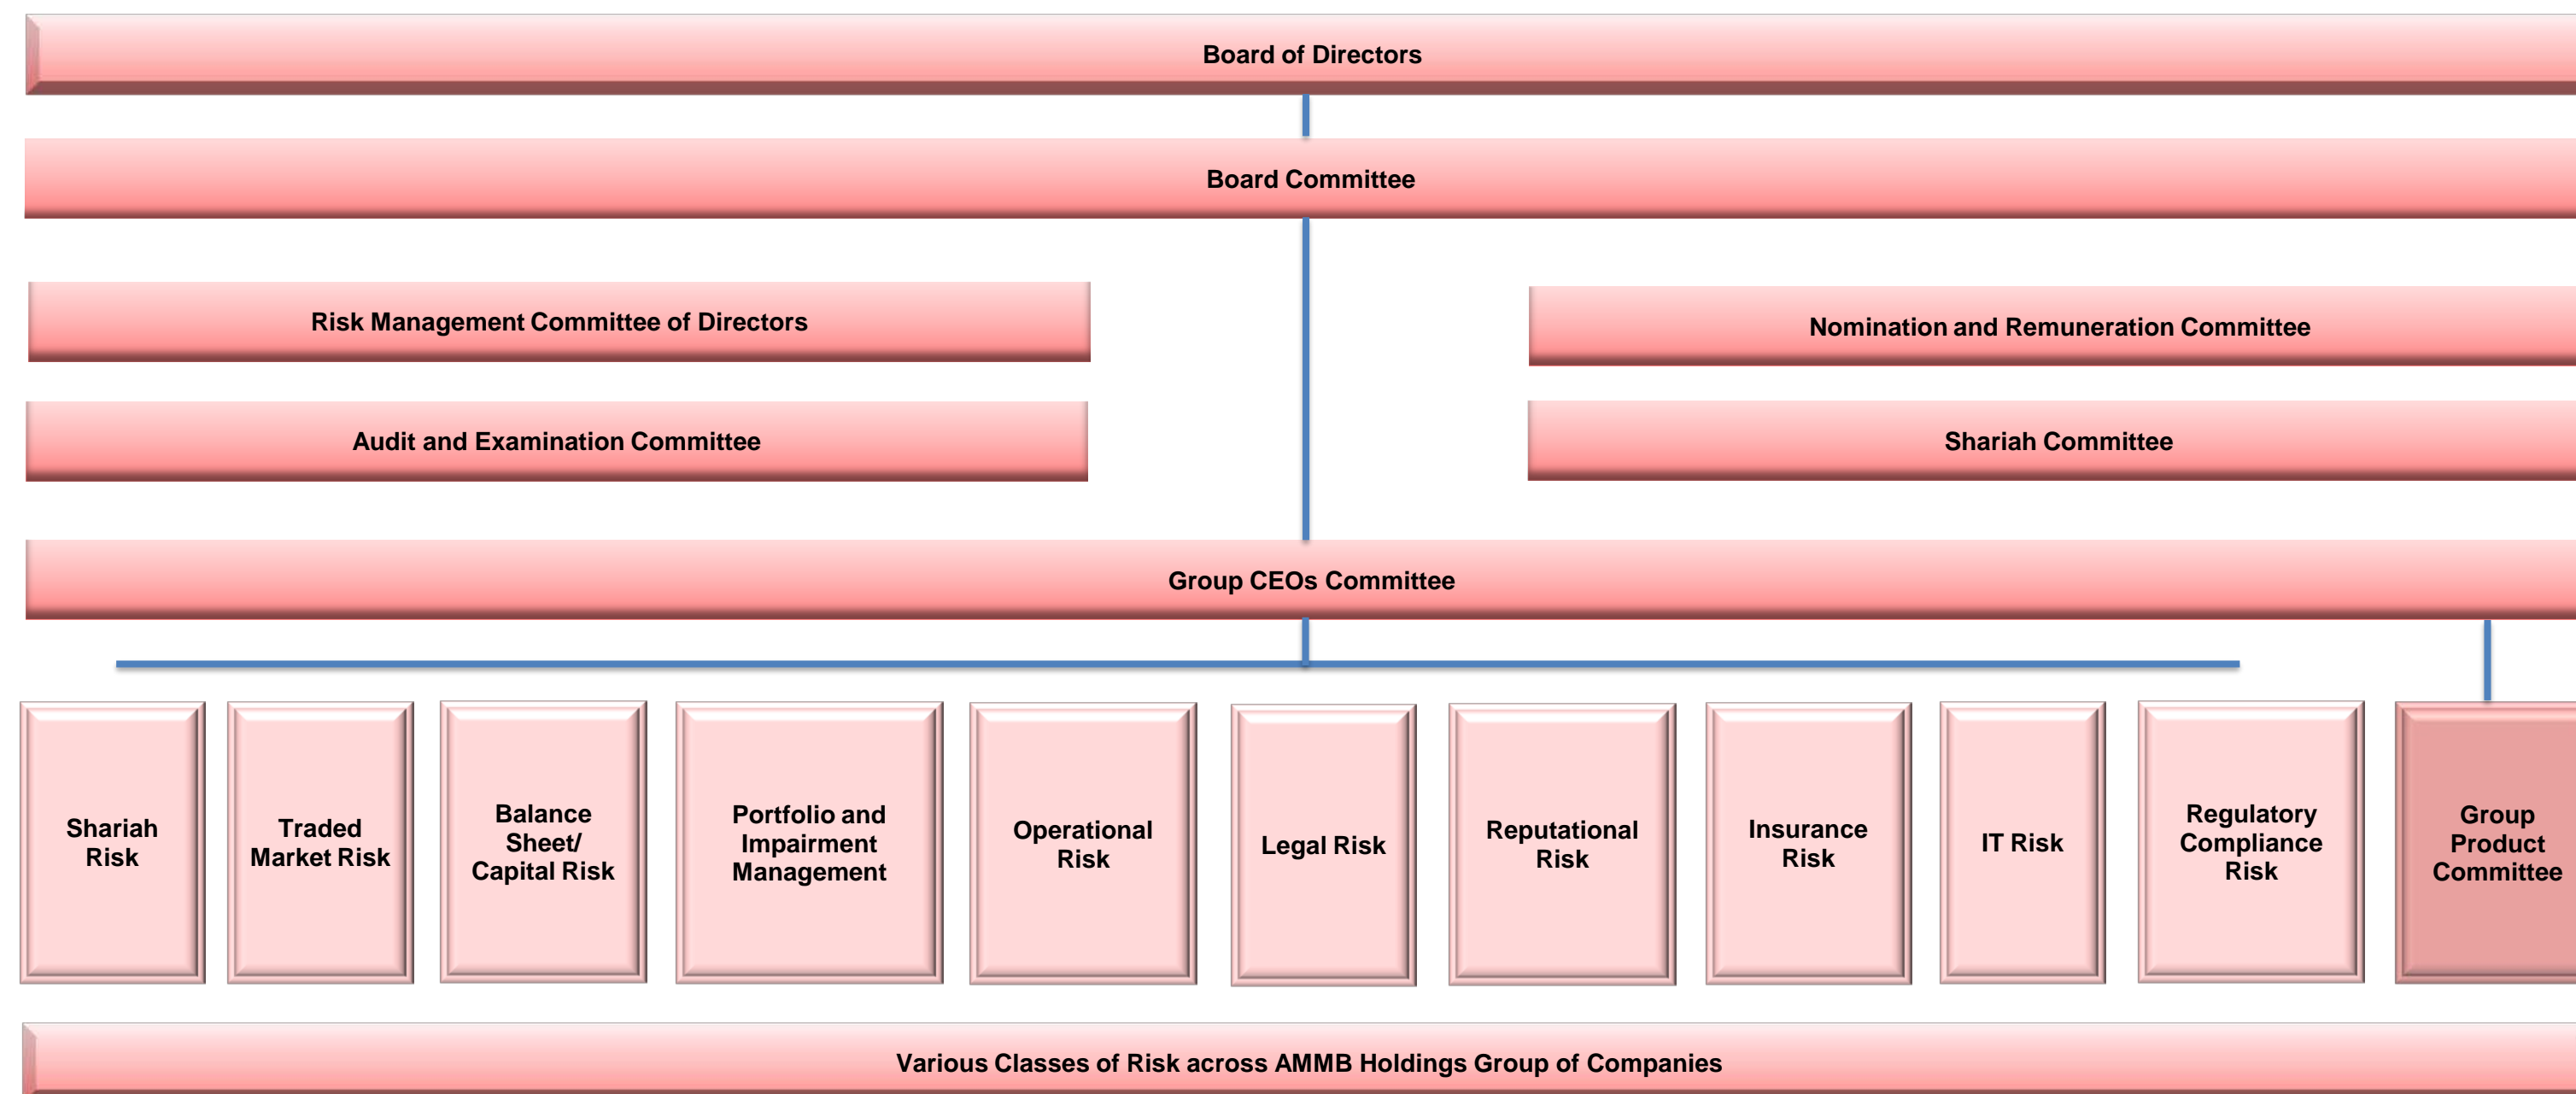 Board of Directors
Board Committee
Risk Management Committee of Directors
Nomination and Remuneration Committee
Audit and Examination Committee
Shariah Committee
Group CEOs Committee
Shariah
Risk
Traded
Market Risk
Balance
Sheet/
Capital Risk
Portfolio and
Impairment
Management
Operational
Risk
Legal Risk
Reputational
Risk
Insurance
Risk
IT Risk
Regulatory
Compliance
Risk
Group
Product
Committee
Various Classes of Risk across AMMB Holdings Group of Companies